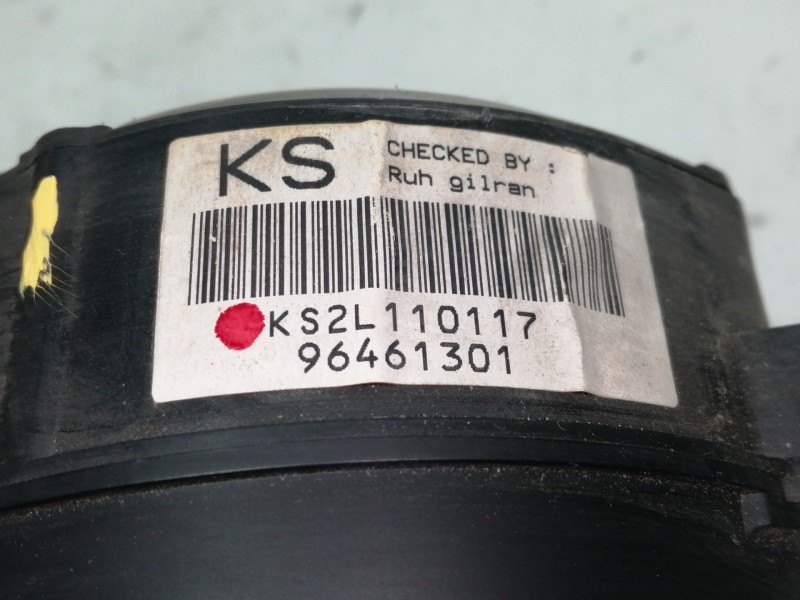 KS
CHECKED BY :
Ruh gilran
KS2L110117
96461301